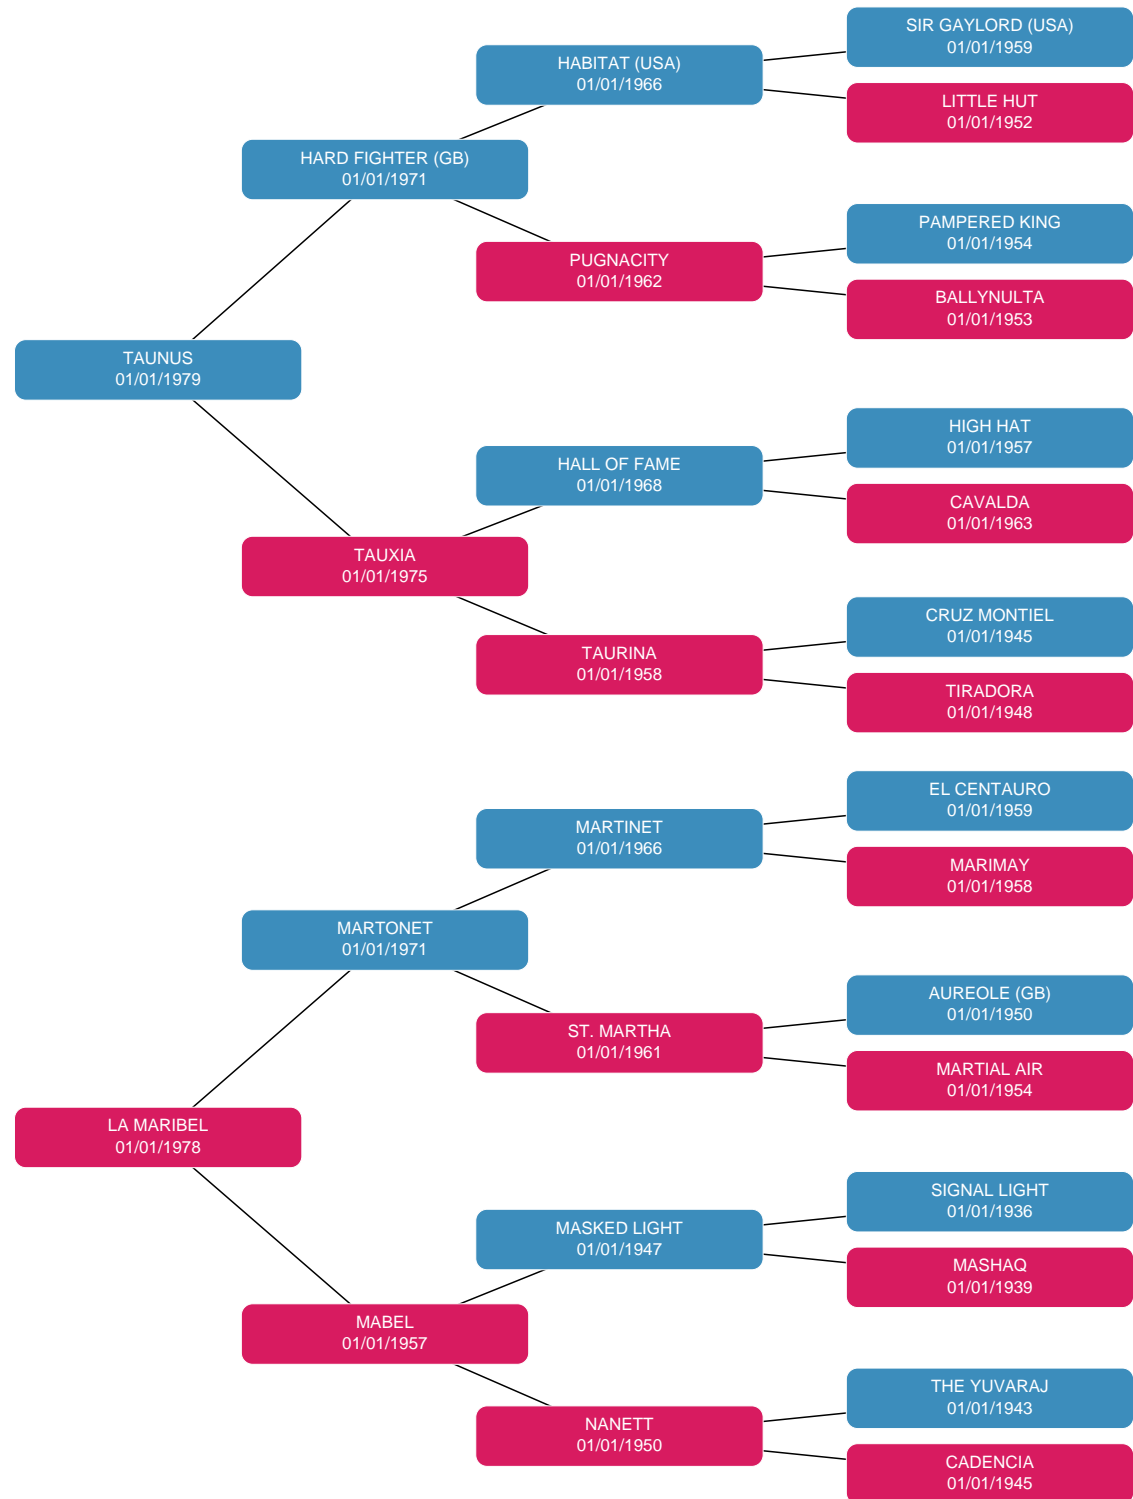 SIR GAYLORD (USA)
01/01/1959
HABITAT (USA)
01/01/1966
LITTLE HUT
01/01/1952
HARD FIGHTER (GB)
01/01/1971
PAMPERED KING
01/01/1954
PUGNACITY
01/01/1962
BALLYNULTA
01/01/1953
TAUNUS
01/01/1979
HIGH HAT
01/01/1957
HALL OF FAME
01/01/1968
CAVALDA
01/01/1963
TAUXIA
01/01/1975
CRUZ MONTIEL
01/01/1945
TAURINA
01/01/1958
TIRADORA
01/01/1948
EL CENTAURO
01/01/1959
MARTINET
01/01/1966
MARIMAY
01/01/1958
MARTONET
01/01/1971
AUREOLE (GB)
01/01/1950
ST. MARTHA
01/01/1961
MARTIAL AIR
01/01/1954
LA MARIBEL
01/01/1978
SIGNAL LIGHT
01/01/1936
MASKED LIGHT
01/01/1947
MASHAQ
01/01/1939
MABEL
01/01/1957
THE YUVARAJ
01/01/1943
NANETT
01/01/1950
CADENCIA
01/01/1945